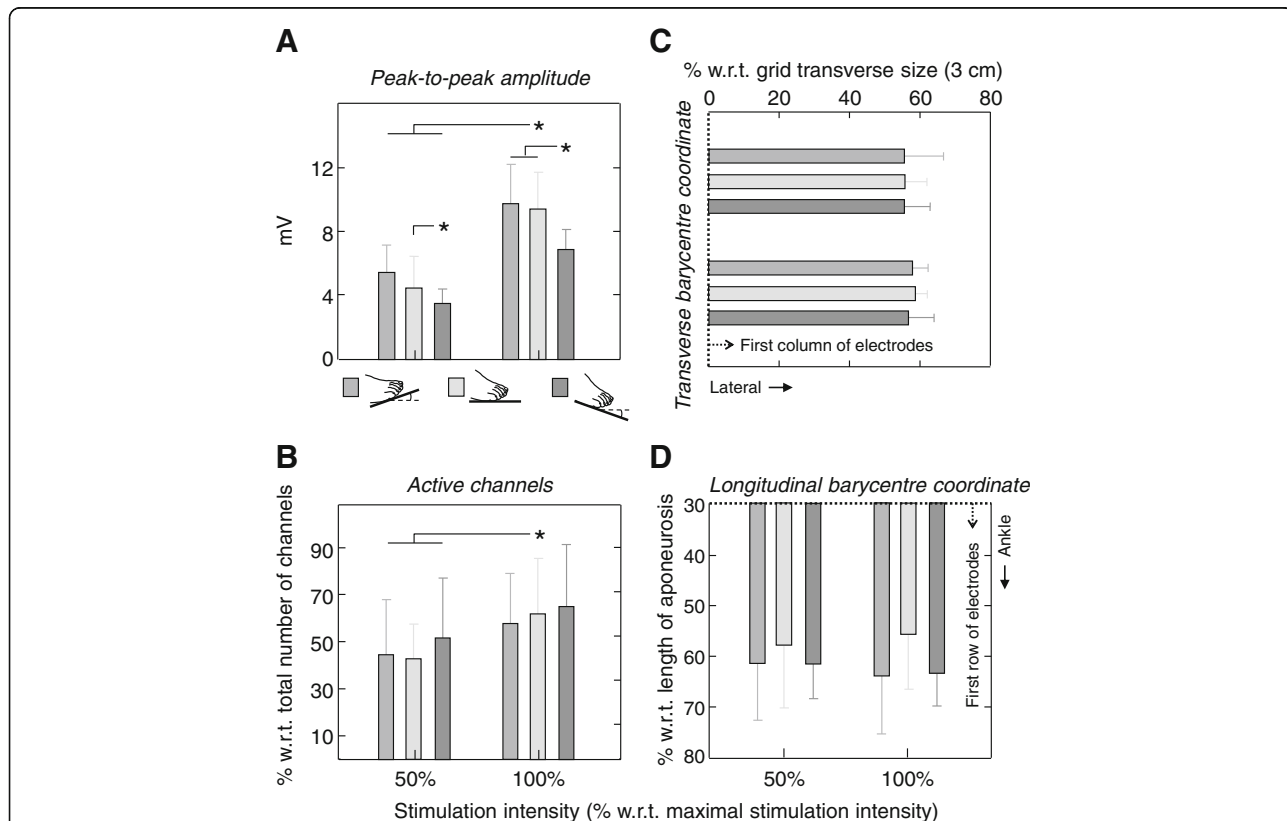 A
Peak-to-peak amplitude
mV
12
8
4
0
*
*
*
B
Active channels
% w.r.t. total number of channels
90
70
50
30
10
*
50%
100%
C
% w.r.t. grid transverse size (3 cm)
0 20 40 60 80
Transverse barycentre coordinate
First column of electrodes
Lateral
D
Longitudinal barycentre coordinate
% w.r.t. length of aponeurosis
30
40
50
60
70
80
First row of electrodes
Ankle
50%
100%
Stimulation intensity (% w.r.t. maximal stimulation intensity)